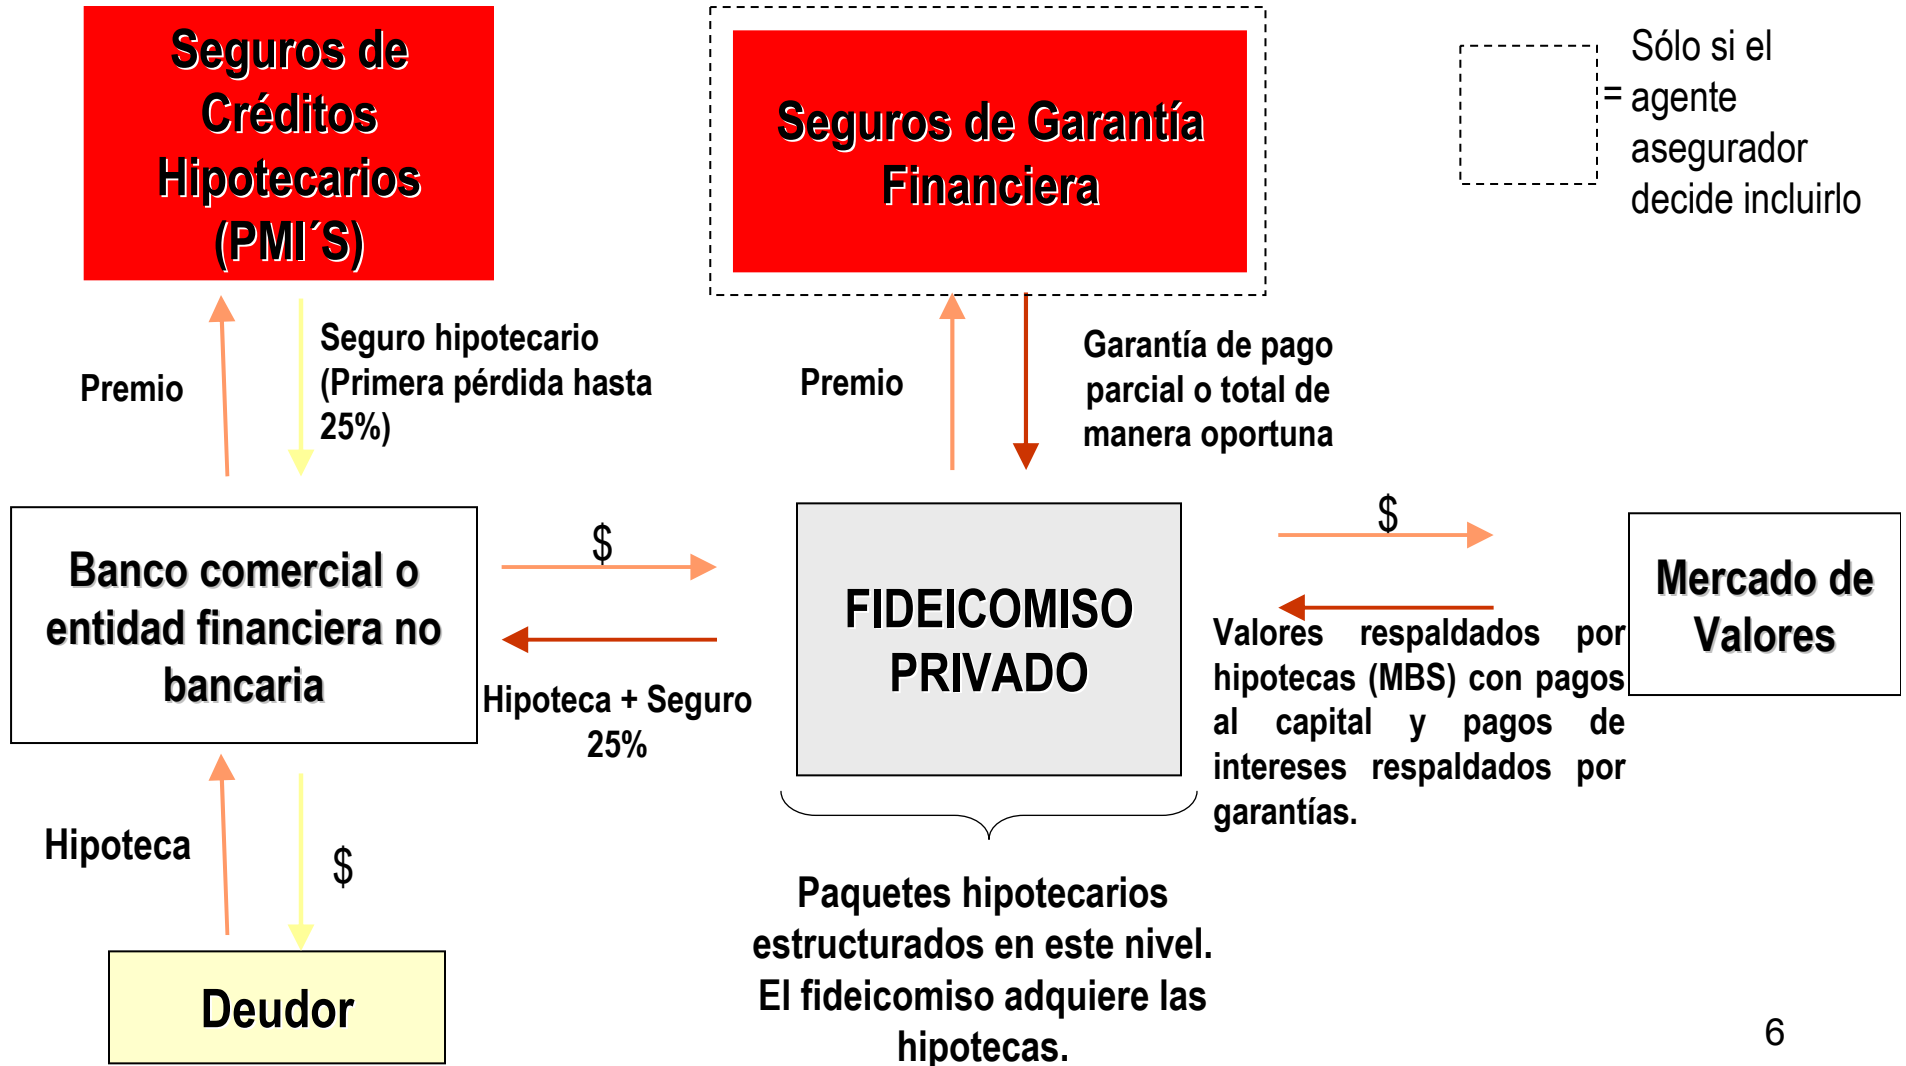 Seguros de
Créditos
Hipotecarios
(PMI´S)
Seguros de Garantía
Financiera
=
Sólo si el
agente
asegurador
decide incluirlo
Premio
Seguro hipotecario
(Primera pérdida hasta
25%)
Premio
Garantía de pago
parcial o total de
manera oportuna
Banco comercial o
entidad financiera no
bancaria
$
Hipoteca + Seguro
25%
FIDEICOMISO
PRIVADO
$
Valores respaldados por
hipotecas (MBS) con pagos
al capital y pagos de
intereses respaldados por
garantías.
Mercado de
Valores
Hipoteca
$
Deudor
Paquetes hipotecarios
estructurados en este nivel.
El fideicomiso adquiere las
hipotecas.
6